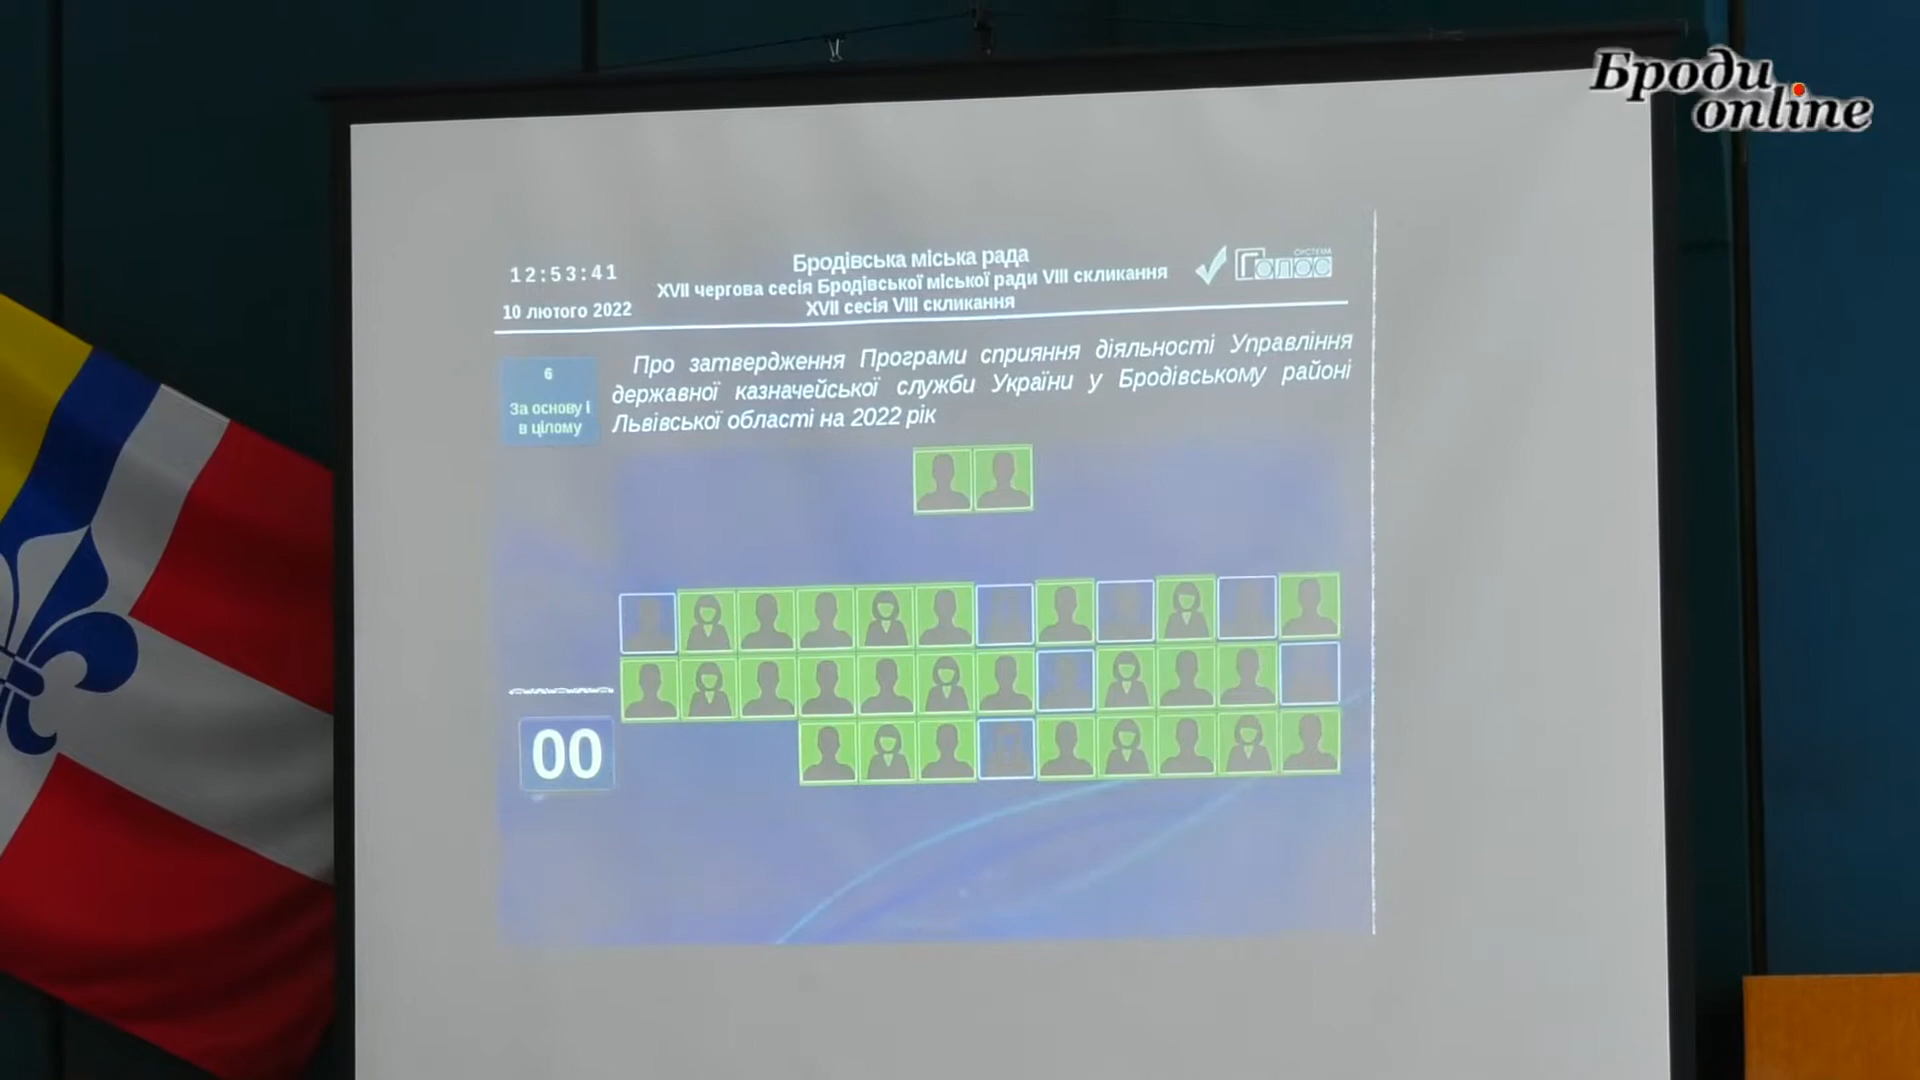 Броди
online
12:53:41
10 лютого 2022
Бродівська міська рада
XVII чергова сесія Бродівської міської ради VIII скликання
XVII сесія VIII скликання
СИСТЕМА
Голос
6
За основу і
в цілому
Про затвердження Програми сприяння діяльності Управління
державної казначейської служби України у Бродівському районі
Львівської області на 2022 рік
00